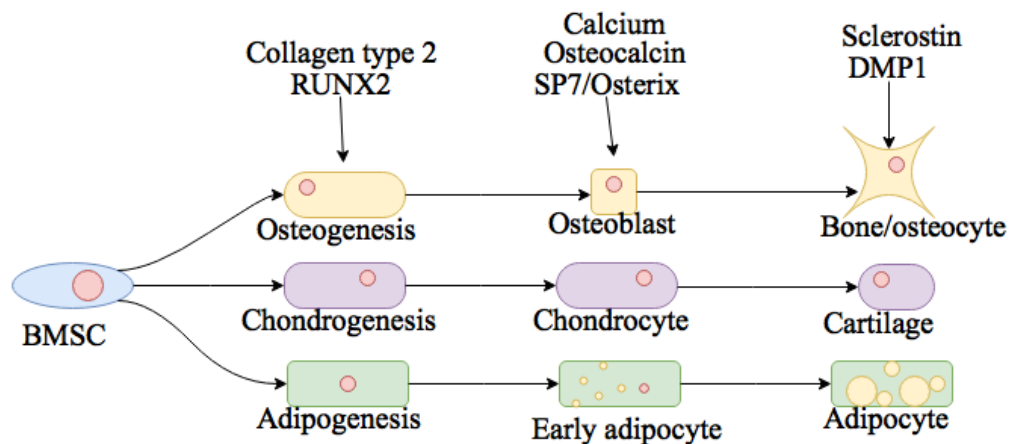 Collagen type 2
RUNX2
Calcium
Osteocalcin
SP7/Osterix
Sclerostin
DMP1
Osteogenesis
Osteoblast
Bone/osteocyte
BMSC
Chondrogenesis
Chondrocyte
Cartilage
Adipogenesis
Early adipocyte
Adipocyte